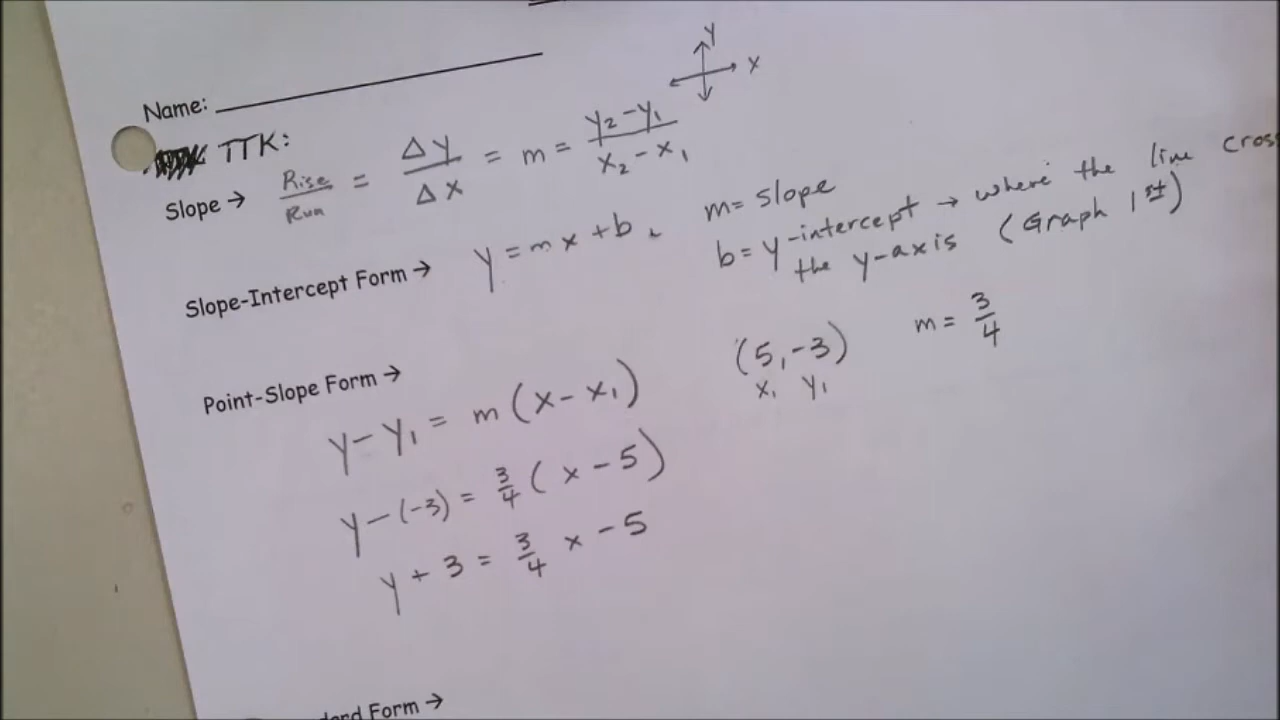 Y
X
Name:
TTK:
Slope → Rise/Run = ΔY/ΔX = m = (y₂-y₁)/(x₂-x₁)
Slope-Intercept Form → y = mx + b, m = slope
b = y-intercept → where the line
the y-axis (Graph 1st)
Point-Slope Form → (5, -3) m = 3/4
x₁ y₁
y - y₁ = m(x - x₁)
y - (-3) = 3/4 (x - 5)
y + 3 = 3/4 x - 5
Form →